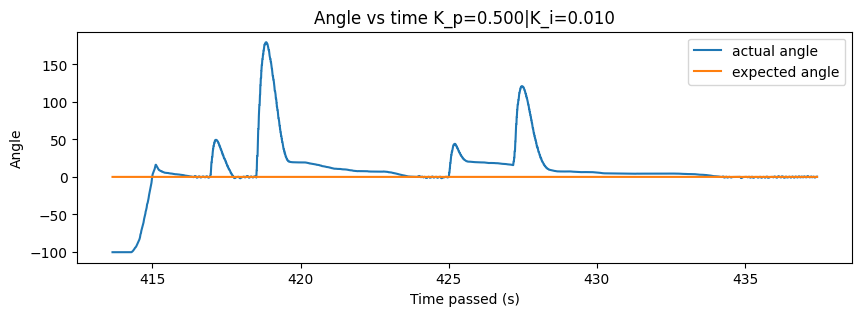 Angle vs time K_p=0.500|K_i=0.010
actual angle
expected angle
150
100
50
0
−50
−100
Angle
415 420 425 430 435
Time passed (s)